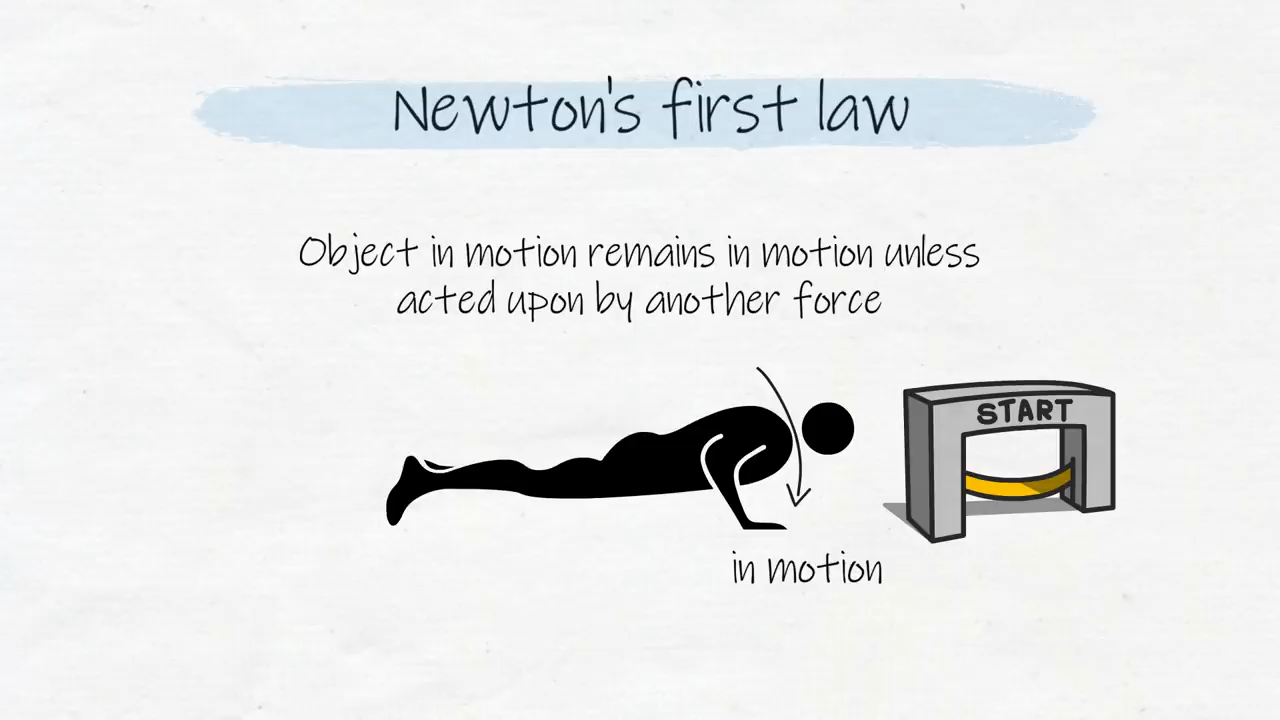 Newton's first law
Object in motion remains in motion unless
acted upon by another force
START
in motion